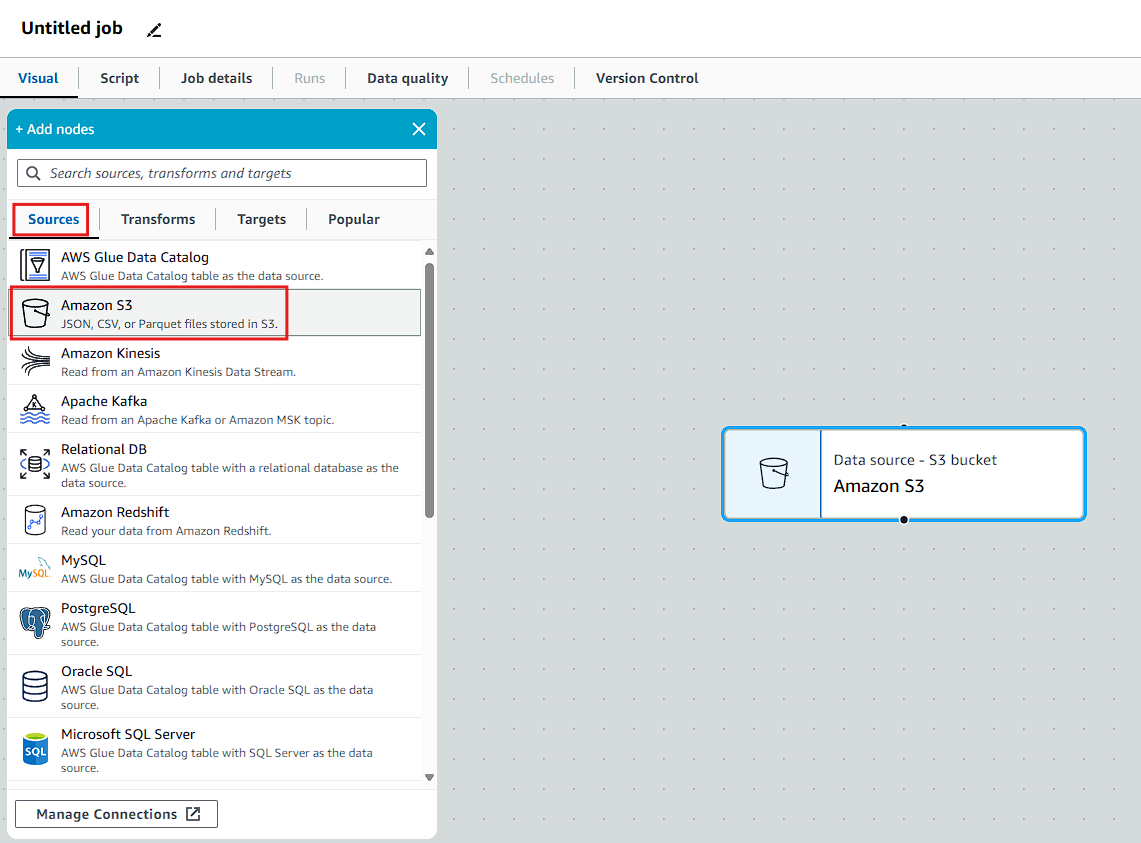 Untitled job
Visual
Script
Job details
Runs
Data quality
Schedules
Version Control
+ Add nodes
Search sources, transforms and targets
Sources
Transforms
Targets
Popular
AWS Glue Data Catalog
AWS Glue Data Catalog table as the data source.
Amazon S3
JSON, CSV, or Parquet files stored in S3.
Amazon Kinesis
Read from an Amazon Kinesis Data Stream.
Apache Kafka
Read from an Apache Kafka or Amazon MSK topic.
Relational DB
AWS Glue Data Catalog table with a relational database as the
data source.
Amazon Redshift
Read your data from Amazon Redshift.
MySQL
MySQL
AWS Glue Data Catalog table with MySQL as the data source.
PostgreSQL
AWS Glue Data Catalog table with PostgreSQL as the data
source.
Oracle SQL
AWS Glue Data Catalog table with Oracle SQL as the data
source.
SQL
Microsoft SQL Server
AWS Glue Data Catalog table with SQL Server as the data
source.
Manage Connections
Data source - S3 bucket
Amazon S3